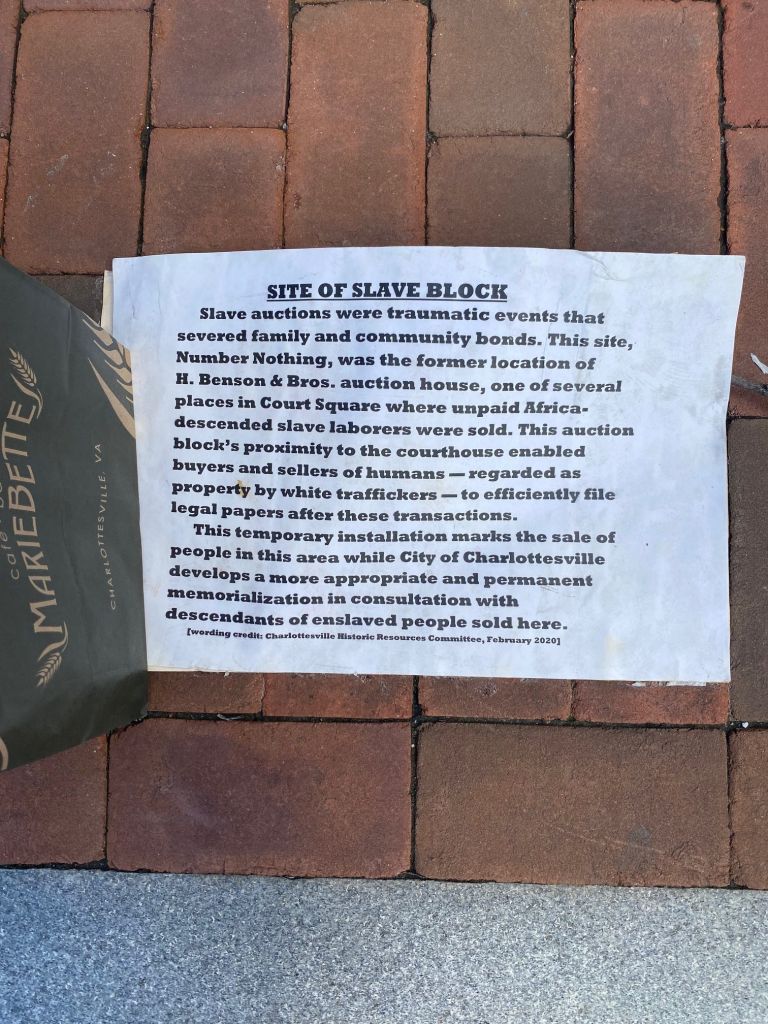 SITE OF SLAVE BLOCK
Slave auctions were traumatic events that
severed family and community bonds. This site,
Number Nothing, was the former location of
H. Benson & Bros. auction house, one of several
places in Court Square where unpaid Africa-
descended slave laborers were sold. This auction
block's proximity to the courthouse enabled
buyers and sellers of humans — regarded as
property by white traffickers — to efficiently file
legal papers after these transactions.
This temporary installation marks the sale of
people in this area while City of Charlottesville
develops a more appropriate and permanent
memorialization in consultation with
descendants of enslaved people sold here.
[wording credit: Charlottesville Historic Resources Committee, February 2020]
café
MARIEBETTE
CHARLOTTESVILLE, VA